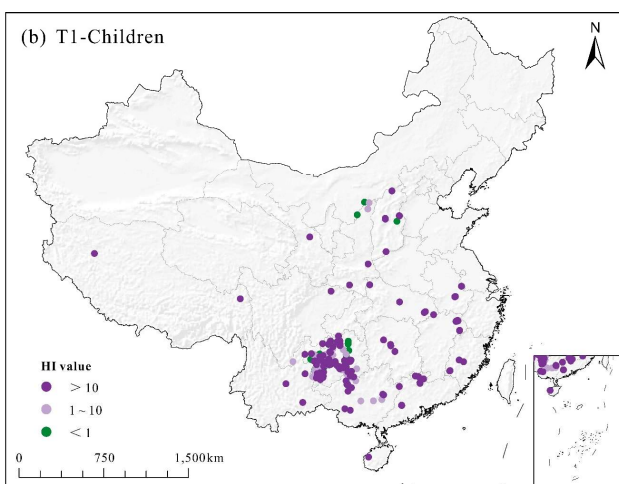 (b) T1-Children
N
HI value
> 10
1 ~ 10
< 1
0 750 1,500km